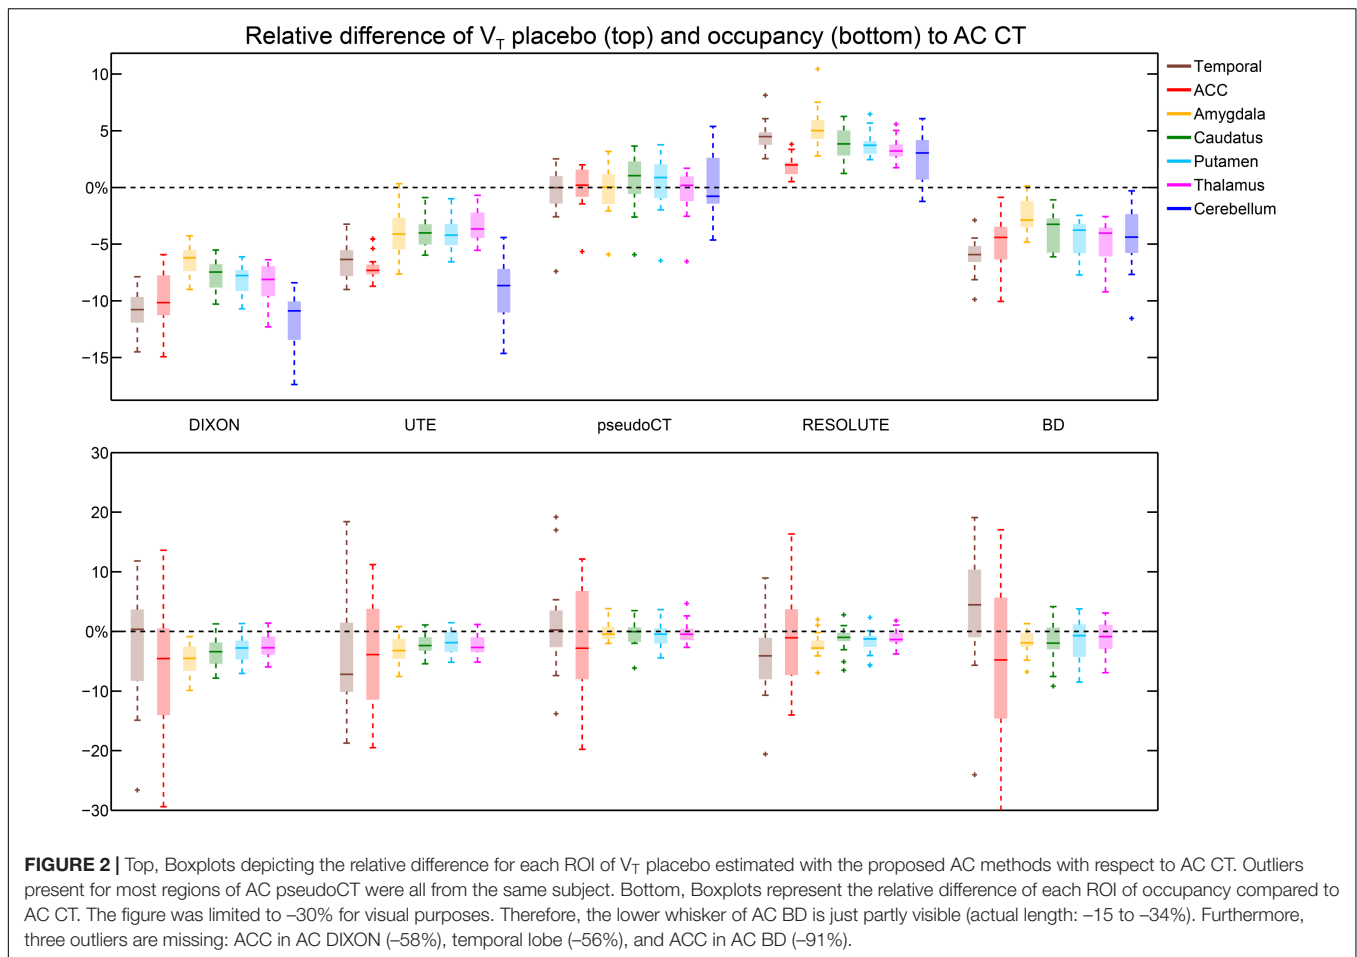 Relative difference of VT placebo (top) and occupancy (bottom) to AC CT
10
5
0%
−5
−10
−15
Temporal
ACC
Amygdala
Caudatus
Putamen
Thalamus
Cerebellum
DIXON UTE pseudoCT RESOLUTE BD
30
20
10
0%
−10
−20
−30
FIGURE 2 | Top, Boxplots depicting the relative difference for each ROI of VT placebo estimated with the proposed AC methods with respect to AC CT. Outliers
present for most regions of AC pseudoCT were all from the same subject. Bottom, Boxplots represent the relative difference of each ROI of occupancy compared to
AC CT. The figure was limited to –30% for visual purposes. Therefore, the lower whisker of AC BD is just partly visible (actual length: –15 to –34%). Furthermore,
three outliers are missing: ACC in AC DIXON (–58%), temporal lobe (–56%), and ACC in AC BD (–91%).